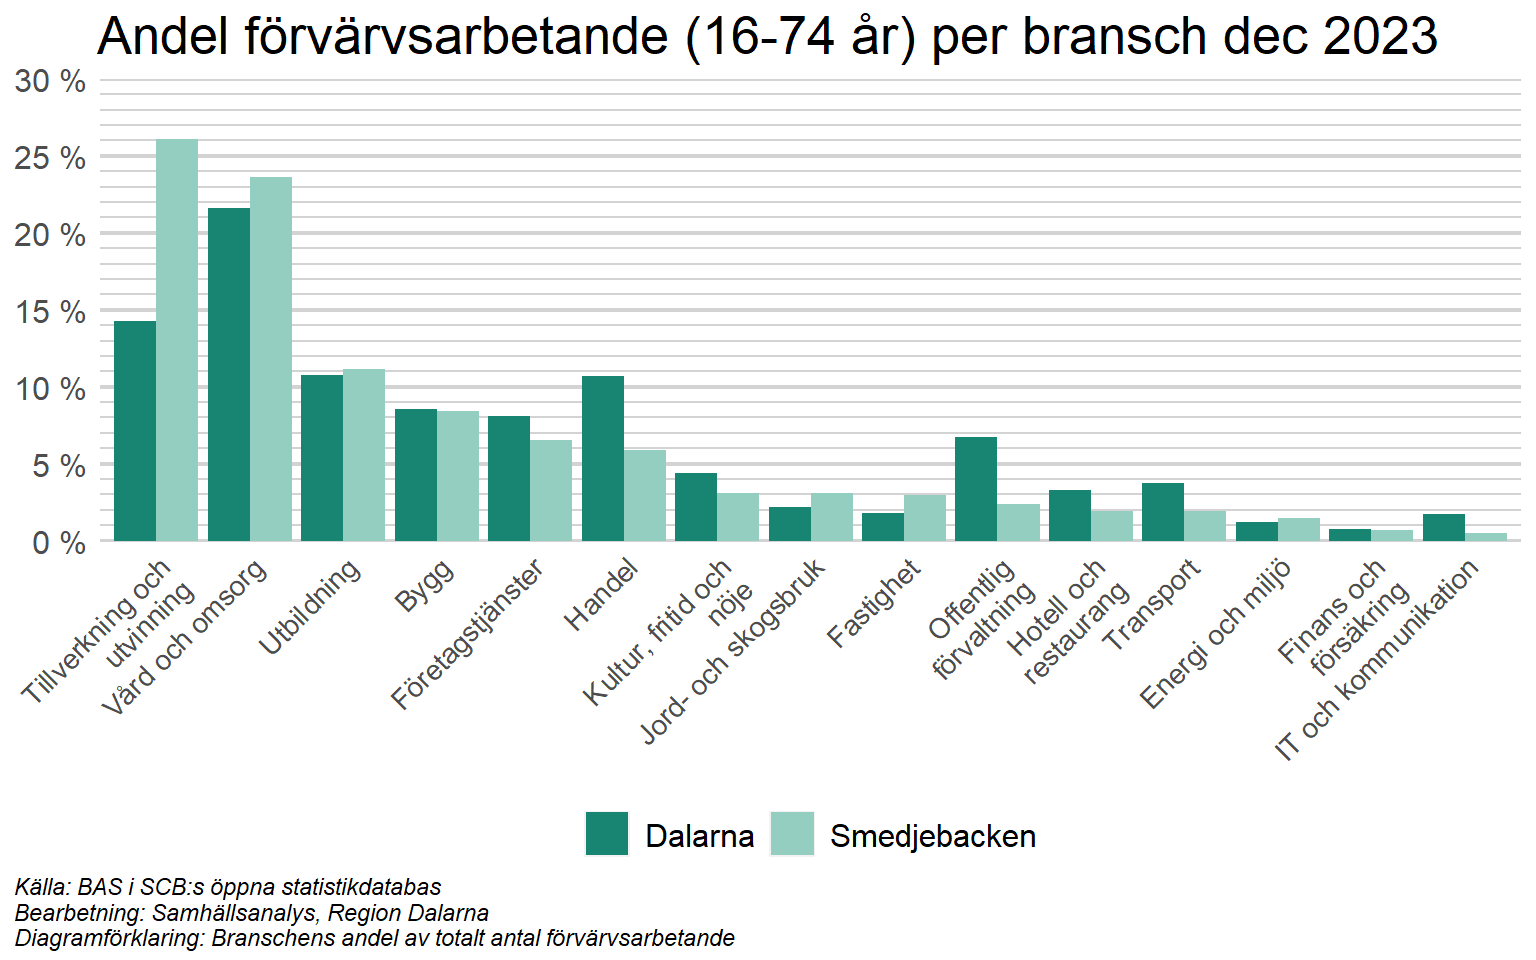 Andel förvärvsarbetande (16-74 år) per bransch dec 2023
30 %
25 %
20 %
15 %
10 %
5 %
0 %
Tillverkning och
utvinning
Vård och omsorg
Utbildning
Bygg
Företagstjänster
Handel
Kultur, fritid och
nöje
Jord- och skogsbruk
Fastighet
Offentlig
förvaltning
Hotell och
restaurang
Transport
Energi och miljö
Finans och
försäkring
IT och kommunikation
Dalarna
Smedjebacken
Källa: BAS i SCB:s öppna statistikdatabas
Bearbetning: Samhällsanalys, Region Dalarna
Diagramförklaring: Branschens andel av totalt antal förvärvsarbetande